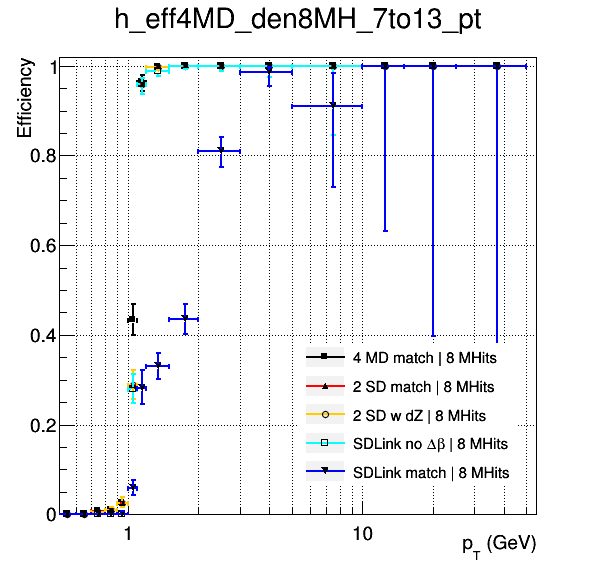 h_eff4MD_den8MH_7to13_pt
Efficiency
1
0.8
0.6
0.4
0.2
0
4 MD match | 8 MHits
2 SD match | 8 MHits
2 SD w dZ | 8 MHits
SDLink no Δβ | 8 MHits
SDLink match | 8 MHits
1
10
p_T (GeV)